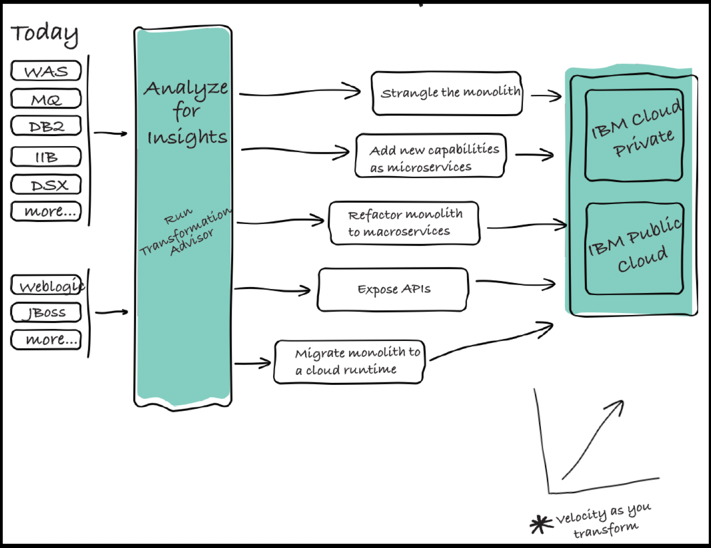 Today
WAS
MQ
DB2
IIB
DSX
more...
Weblogic
JBoss
more...
Analyze
for
Insights
Run
Transformation
Advisor
Strangle the monolith
Add new capabilities
as microservices
Refactor monolith
to macroservices
Expose APIs
Migrate monolith to
a cloud runtime
IBM Cloud
Private
IBM Public
Cloud
* Velocity as you
transform